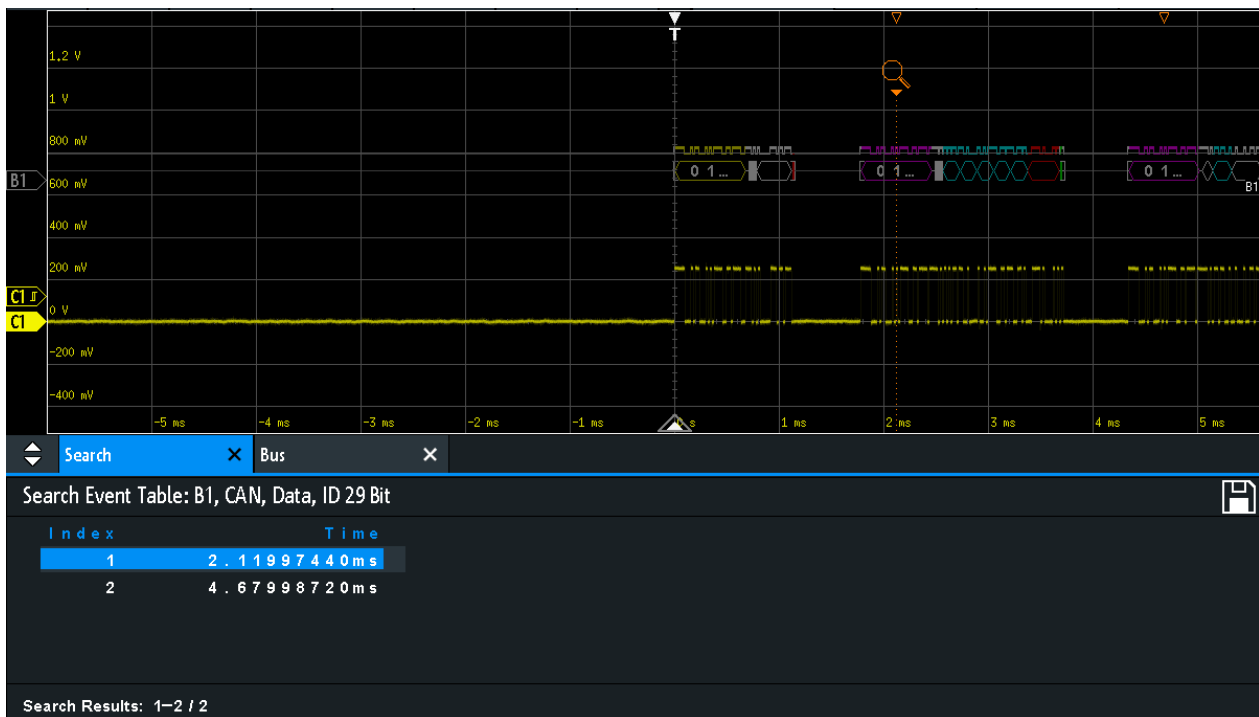 T
1.2 V
1 V
800 mV
B1
0 1... 0 1... 0 1...
600 mV
B1
400 mV
200 mV
C1
0 V
C1
-200 mV
-400 mV
-5 ms -4 ms -3 ms -2 ms -1 ms 0 s 1 ms 2 ms 3 ms 4 ms 5 ms
Search Bus
Search Event Table: B1, CAN, Data, ID 29 Bit
Index Time
1 2.11997440ms
2 4.67998720ms
Search Results: 1-2 / 2